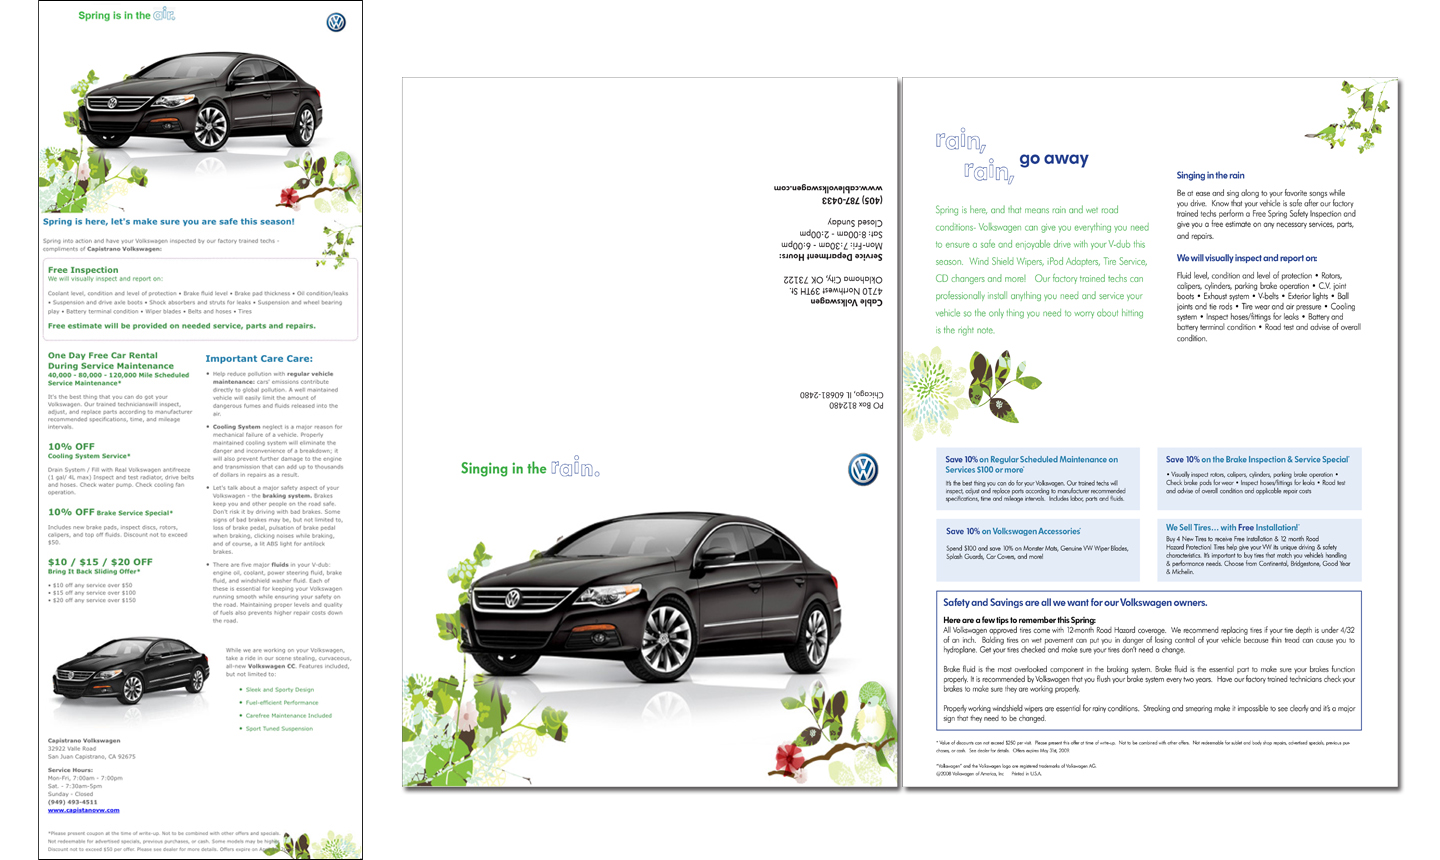 Spring is in the air.
Spring is here, let's make sure you are safe this season!
Spring into action and have your Volkswagen inspected by our factory trained techs -
compliments of Capistrano Volkswagen:
Free Inspection
We will visually inspect and report on:
Coolant level, condition and level of protection • Brake fluid level • Brake pad thickness • Oil condition/leaks
• Suspension and drive axle boots • Shock absorbers and struts for leaks • Suspension and wheel bearing
play • Battery terminal condition • Wiper blades • Belts and hoses • Tires
Free estimate will be provided on needed service, parts and repairs.
One Day Free Car Rental
During Service Maintenance
40,000 - 80,000 - 120,000 Mile Scheduled
Service Maintenance*
It's the best thing that you can do got your
Volkswagen. Our trained technicianswill inspect,
adjust, and replace parts according to manufacturer
recommended specifications, time, and mileage
intervals.
10% OFF
Cooling System Service*
Drain System / Fill with Real Volkswagen antifreeze
(1 gal/ 4L max) Inspect and test radiator, drive belts
and hoses. Check water pump. Check cooling fan
operation.
10% OFF Brake Service Special*
Includes new brake pads, inspect discs, rotors,
calipers, and top off fluids. Discount not to exceed
$50.
$10 / $15 / $20 OFF
Bring It Back Sliding Offer*
• $10 off any service over $50
• $15 off any service over $100
• $20 off any service over $150
Important Care Care:
• Help reduce pollution with regular vehicle
maintenance: cars' emissions contribute
directly to global pollution. A well maintained
vehicle will easily limit the amount of
dangerous fumes and fluids released into the
air.
• Cooling System neglect is a major reason for
mechanical failure of a vehicle. Properly
maintained cooling system will eliminate the
danger and inconvenience of a breakdown; it
will also prevent further damage to the engine
and transmission that can add up to thousands
of dollars in repairs as a result.
• Let's talk about a major safety aspect of your
Volkswagen - the braking system. Brakes
keep you and other people on the road safe.
Don't risk it by driving with bad brakes. Some
signs of bad brakes may be, but not limited to,
loss of brake pedal, pulsation of brake pedal
when braking, clicking noises while braking,
and of course, a lit ABS light for antilock
brakes.
• There are five major fluids in your V-dub:
engine oil, coolant, power steering fluid, brake
fluid, and windshield washer fluid. Each of
these is essential for keeping your Volkswagen
running smooth while ensuring your safety on
the road. Maintaining proper levels and quality
of fuels also prevents higher repair costs down
the road.
While we are working on your Volkswagen,
take a ride in our scene stealing, curvaceous,
all-new Volkswagen CC. Features included,
but not limited to:
• Sleek and Sporty Design
• Fuel-efficient Performance
• Carefree Maintenance Included
• Sport Tuned Suspension
Capistrano Volkswagen
32922 Valle Road
San Juan Capistrano, CA 92675
Service Hours:
Mon-Fri, 7:00am - 7:00pm
Sat. - 7:30am-5pm
Sunday - Closed
(949) 493-4511
www.capistanovw.com
*Please present coupon at the time of write-up. Not to be combined with other offers and specials.
Not redeemable for advertised specials, previous purchases, or cash. Some models may be higher.
Discount not to exceed $50 per offer. Please see dealer for more details. Offers expire on
PO Box 812480
Chicago, IL 60681-2480
Cable Volkswagen
4710 Northwest 39TH St.
Oklahoma City, OK 73122
Service Department Hours:
Mon-Fri: 7:30am - 6:00pm
Sat: 8:00am - 2:00pm
Closed Sunday
(405) 787-0433
www.cablevolkswagen.com
Singing in the rain.
rain,
rain, go away
Spring is here, and that means rain and wet road
conditions- Volkswagen can give you everything you need
to ensure a safe and enjoyable drive with your V-dub this
season. Wind Shield Wipers, iPod Adapters, Tire Service,
CD changers and more! Our factory trained techs can
professionally install anything you need and service your
vehicle so the only thing you need to worry about hitting
is the right note.
Singing in the rain
Be at ease and sing along to your favorite songs while
you drive. Know that your vehicle is safe after our factory
trained techs perform a Free Spring Safety Inspection and
give you a free estimate on any necessary services, parts,
and repairs.
We will visually inspect and report on:
Fluid level, condition and level of protection • Rotors,
calipers, cylinders, parking brake operation • C.V. joint
boots • Exhaust system • V-belts • Exterior lights • Ball
joints and tie rods • Tire wear and air pressure • Cooling
system • Inspect hoses/fittings for leaks • Battery and
battery terminal condition • Road test and advise of overall
condition.
Save 10% on Regular Scheduled Maintenance on
Services $100 or more*
It's the best thing you can do for your Volkswagen. Our trained techs will
inspect, adjust and replace parts according to manufacturer recommended
specifications, time and mileage intervals. Includes labor, parts and fluids.
Save 10% on the Brake Inspection & Service Special*
• Visually inspect rotors, calipers, cylinders, parking brake operation •
Check brake pads for wear • Inspect hoses/fittings for leaks • Road test
and advise of overall condition and applicable repair costs
Save 10% on Volkswagen Accessories*
Spend $100 and save 10% on Monster Mats, Genuine VW Wiper Blades,
Splash Guards, Car Covers, and more!
We Sell Tires... with Free Installation!*
Buy 4 New Tires to receive Free Installation & 12 month Road
Hazard Protection! Tires help give your VW its unique driving & safety
characteristics. It's important to buy tires that match you vehicle's handling
& performance needs. Choose from Continental, Bridgestone, Good Year
& Michelin.
Safety and Savings are all we want for our Volkswagen owners.
Here are a few tips to remember this Spring:
All Volkswagen approved tires come with 12-month Road Hazard coverage. We recommend replacing tires if your tire depth is under 4/32
of an inch. Balding tires on wet pavement can put you in danger of losing control of your vehicle because thin tread can cause you to
hydroplane. Get your tires checked and make sure your tires don't need a change.
Brake fluid is the most overlooked component in the braking system. Brake fluid is the essential part to make sure your brakes function
properly. It is recommended by Volkswagen that you flush your brake system every two years. Have our factory trained technicians check your
brakes to make sure they are working properly.
Properly working windshield wipers are essential for rainy conditions. Streaking and smearing make it impossible to see clearly and it's a major
sign that they need to be changed.
* Value of discounts can not exceed $250 per visit. Please present this offer at time of write-up. Not to be combined with other offers. Not redeemable for sublet and body shop repairs, advertised specials, previous pur-
chases, or cash. See dealer for details. Offers expires May 31st, 2009.
"Volkswagen" and the Volkswagen logo are registered trademarks of Volkswagen AG.
©2008 Volkswagen of America, Inc. Printed in U.S.A.